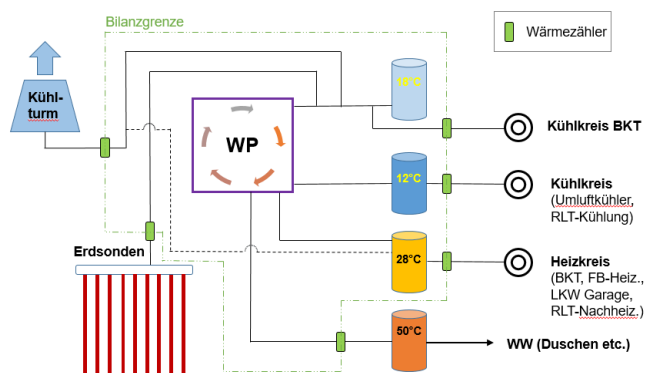 Bilanzgrenze
Wärmezähler
Kühl-
turm
18°C
WP
Kühlkreis BKT
12°C
Kühlkreis
(Umluftkühler,
RLT-Kühlung)
Erdsonden
28°C
Heizkreis
(BKT, FB-Heiz.,
LKW Garage,
RLT-Nachheiz.)
50°C
WW (Duschen etc.)